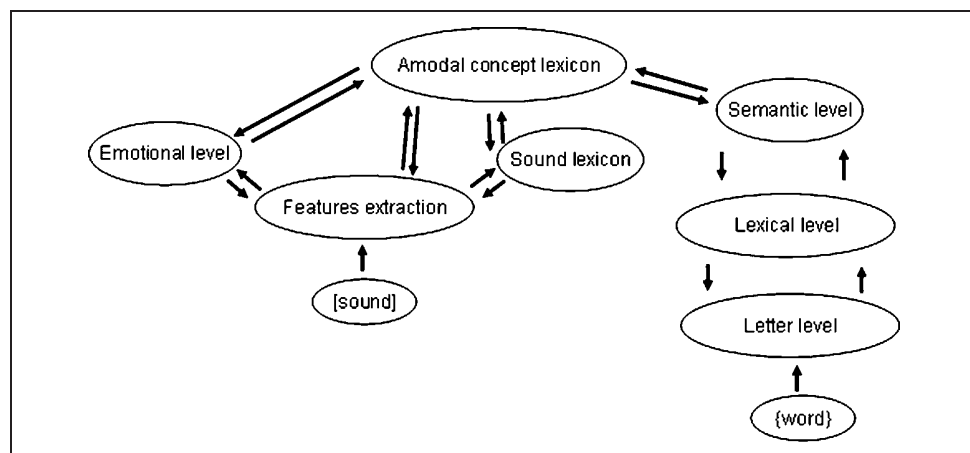 Amodal concept lexicon
Semantic level
Emotional level
Sound lexicon
Features extraction
Lexical level
[sound]
Letter level
{word}